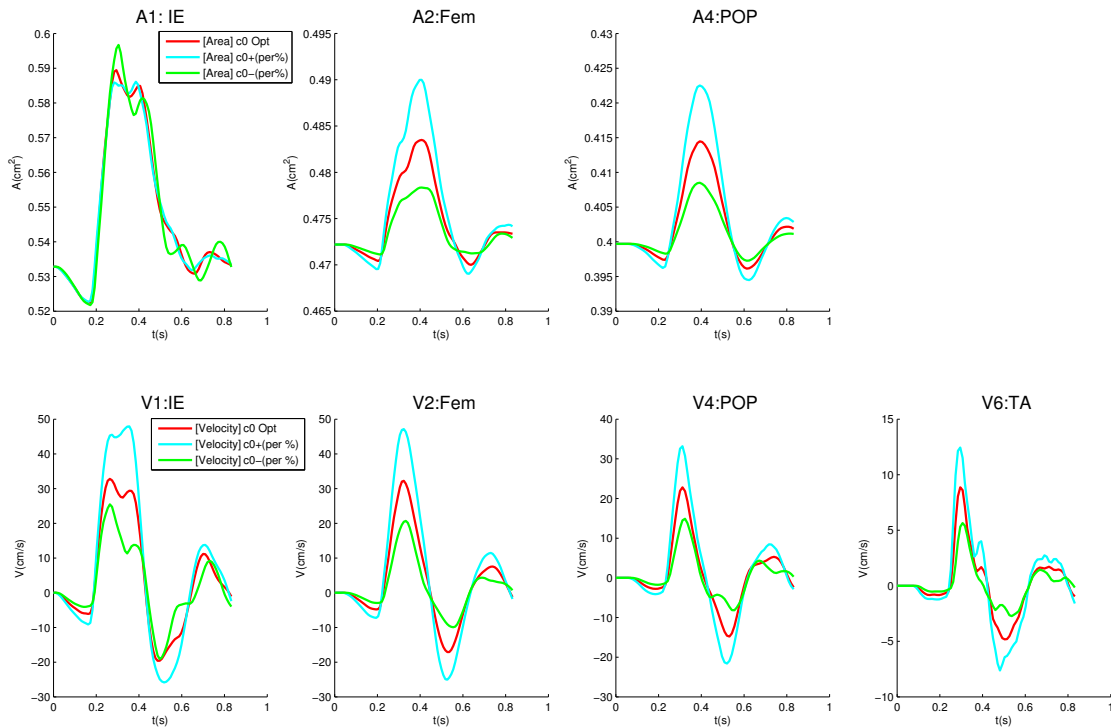 A1: IE
A2:Fem
A4:POP
0.6
0.59
0.58
0.57
0.56
0.55
0.54
0.53
0.52
A(cm²)
[Area] c0 Opt
[Area] c0+(per%)
[Area] c0−(per%)
0 0.2 0.4 0.6 0.8 1
t(s)
0.495
0.49
0.485
0.48
0.475
0.47
0.465
A(cm²)
0 0.2 0.4 0.6 0.8 1
t(s)
0.43
0.425
0.42
0.415
0.41
0.405
0.4
0.395
0.39
A(cm²)
0 0.2 0.4 0.6 0.8 1
t(s)
V1:IE
V2:Fem
V4:POP
V6:TA
50
40
30
20
10
0
−10
−20
−30
V(cm/s)
[Velocity] c0 Opt
[Velocity] c0+(per %)
[Velocity] c0−(per %)
0 0.2 0.4 0.6 0.8 1
t(s)
50
40
30
20
10
0
−10
−20
−30
V(cm/s)
0 0.2 0.4 0.6 0.8 1
t(s)
40
30
20
10
0
−10
−20
−30
V(cm/s)
0 0.2 0.4 0.6 0.8 1
t(s)
15
10
5
0
−5
−10
V(cm/s)
0 0.2 0.4 0.6 0.8 1
t(s)